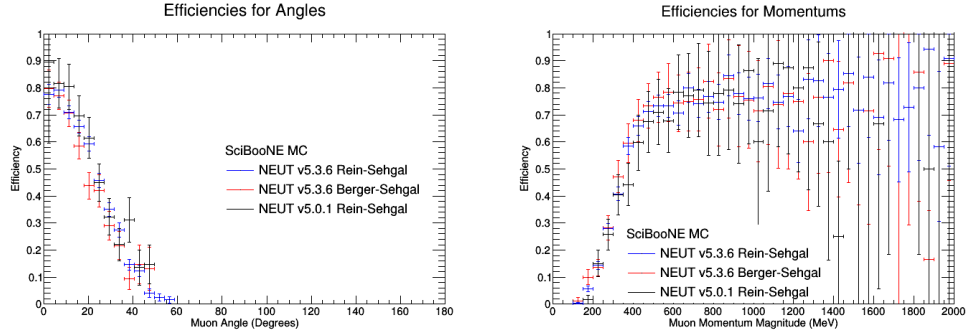 Efficiencies for Angles
Efficiency
1
0.9
0.8
0.7
0.6
0.5
0.4
0.3
0.2
0.1
0
SciBooNE MC
NEUT v5.3.6 Rein-Sehgal
NEUT v5.3.6 Berger-Sehgal
NEUT v5.0.1 Rein-Sehgal
0 20 40 60 80 100 120 140 160 180
Muon Angle (Degrees)
Efficiencies for Momentums
Efficiency
1
0.9
0.8
0.7
0.6
0.5
0.4
0.3
0.2
0.1
0
SciBooNE MC
NEUT v5.3.6 Rein-Sehgal
NEUT v5.3.6 Berger-Sehgal
NEUT v5.0.1 Rein-Sehgal
0 200 400 600 800 1000 1200 1400 1600 1800 2000
Muon Momentum Magnitude (MeV)